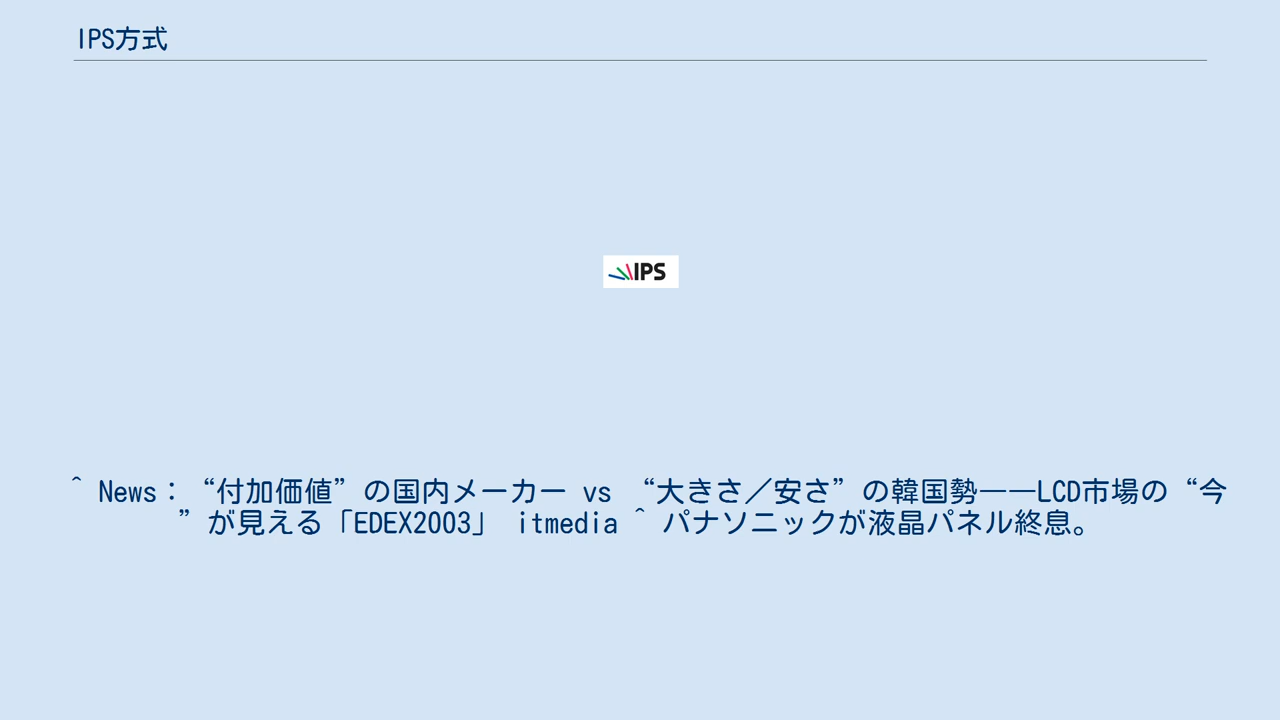 IPS方式
IPS
^ News：“付加価値”の国内メーカー vs “大きさ／安さ”の韓国勢――LCD市場の“今
”が見える「EDEX2003」 itmedia ^ パナソニックが液晶パネル終息。